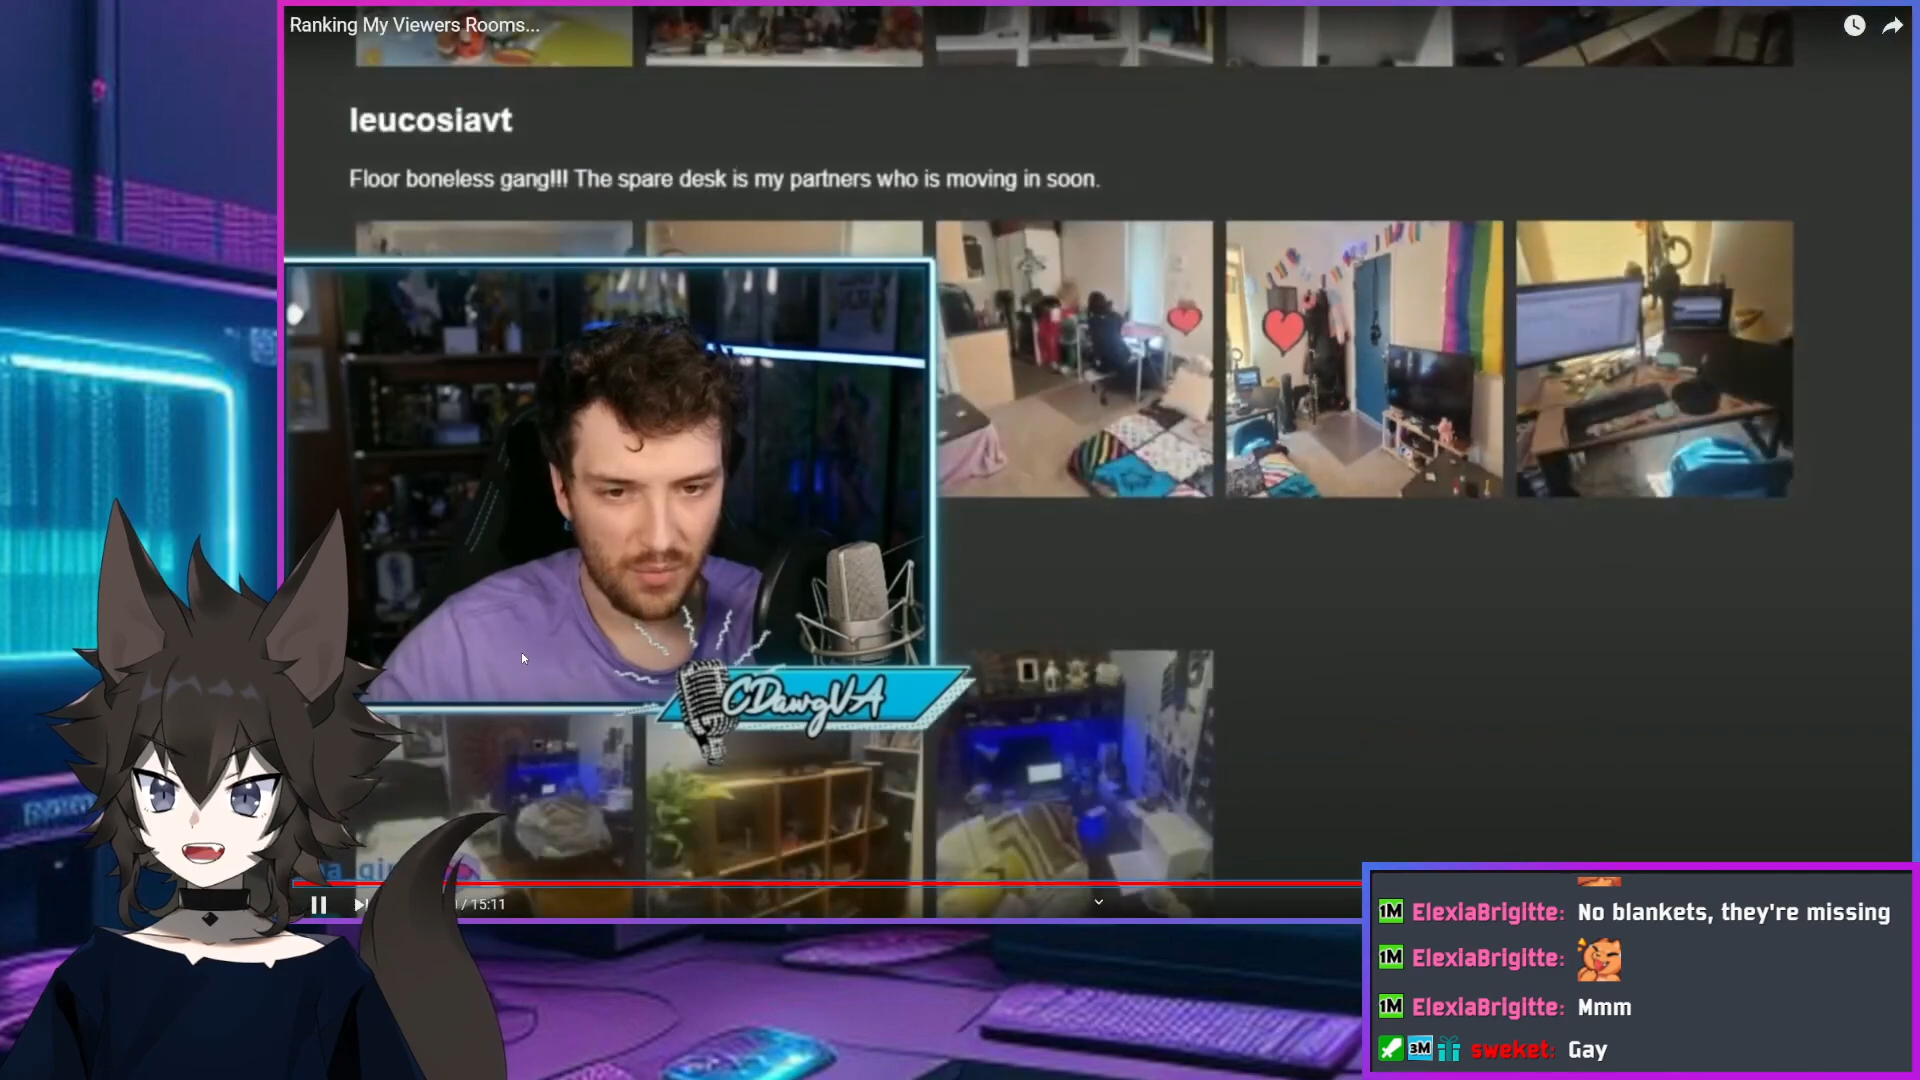 Ranking My Viewers Rooms...
leucosiavt
Floor boneless gang!!! The spare desk is my partners who is moving in soon.
CDawgVA
/ 15:11
1M ElexiaBrigitte: No blankets, they're missing
1M ElexiaBrigitte:
1M ElexiaBrigitte: Mmm
3M sweket: Gay